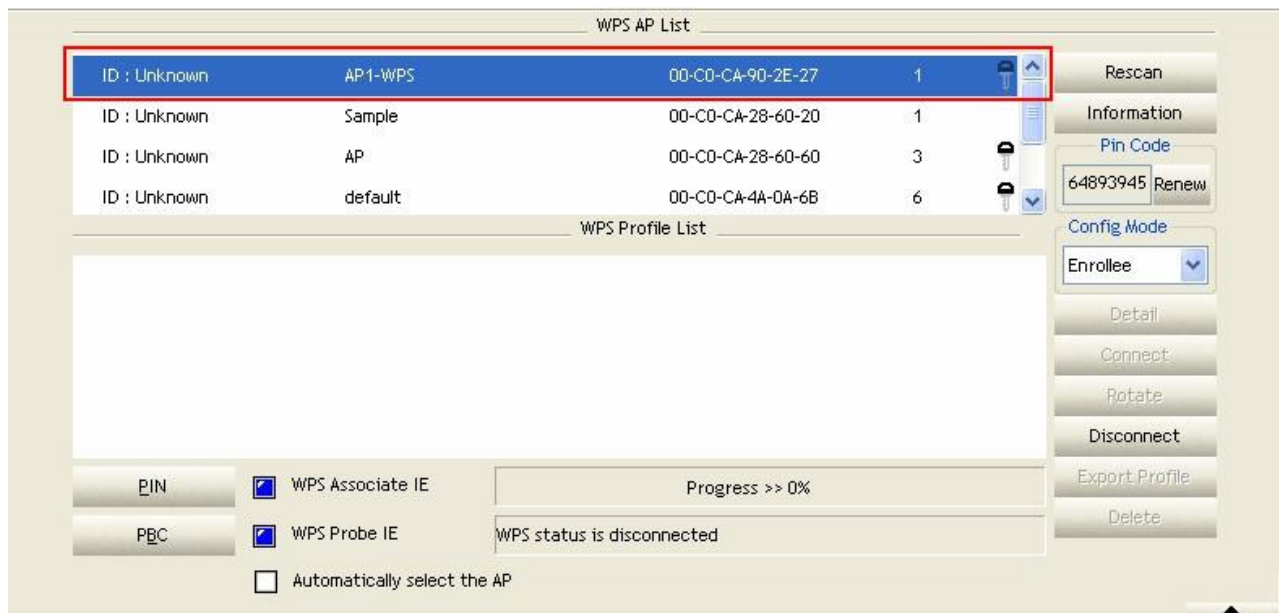 WPS AP List
ID : Unknown AP1-WPS 00-C0-CA-90-2E-27 1
ID : Unknown Sample 00-C0-CA-28-60-20 1
ID : Unknown AP 00-C0-CA-28-60-60 3
ID : Unknown default 00-C0-CA-4A-0A-6B 6
Rescan
Information
Pin Code
64893945 Renew
WPS Profile List
Config Mode
Enrollee
Detail
Connect
Rotate
Disconnect
Export Profile
Delete
PIN WPS Associate IE Progress >> 0%
PBC WPS Probe IE WPS status is disconnected
Automatically select the AP